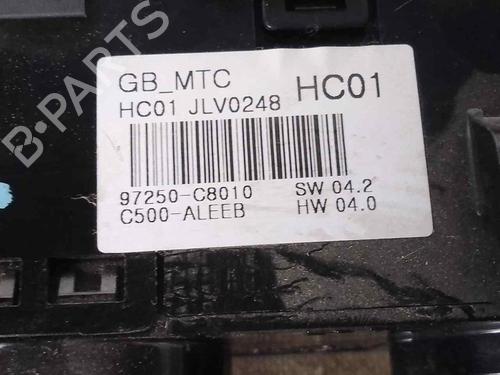 GB_MTC HC01
HC01 JLV0248
97250-C8010 SW 04.2
C500-ALEEB HW 04.0
B-PARTS